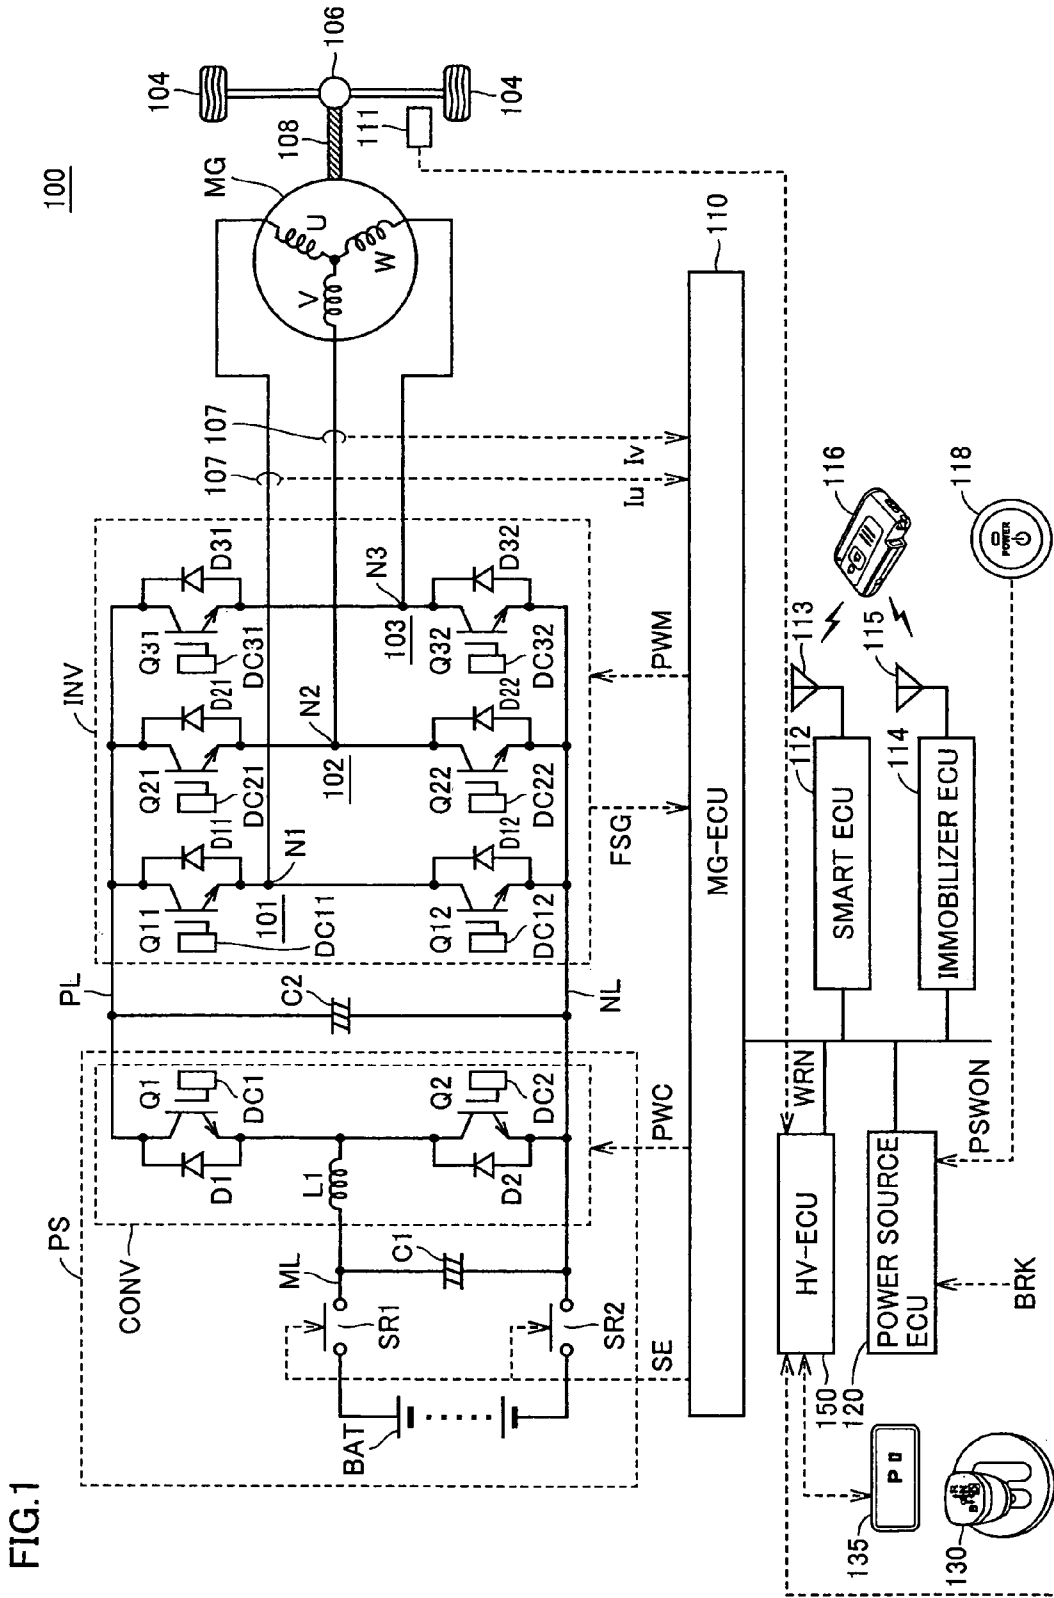 FIG.1
100
PS
CONV
BAT
ML
SR1
SR2
SE
C1
L1
D1
Q1
DC1
D2
Q2
DC2
PWC
PL
C2
NL
INV
Q11
D11
DC11
N1
101
Q12
D12
DC12
Q21
D21
DC21
N2
102
Q22
D22
DC22
Q31
D31
DC31
N3
103
Q32
D32
DC32
FSG
PWM
107
107
Iu
Iv
MG
U
V
W
108
104
106
104
111
MG-ECU
110
WRN
HV-ECU
150
POWER SOURCE
ECU
120
BRK
PSWON
SMART ECU
112
113
IMMOBILIZER ECU
114
115
116
118
POWER
135
P
130
R
N
D
B